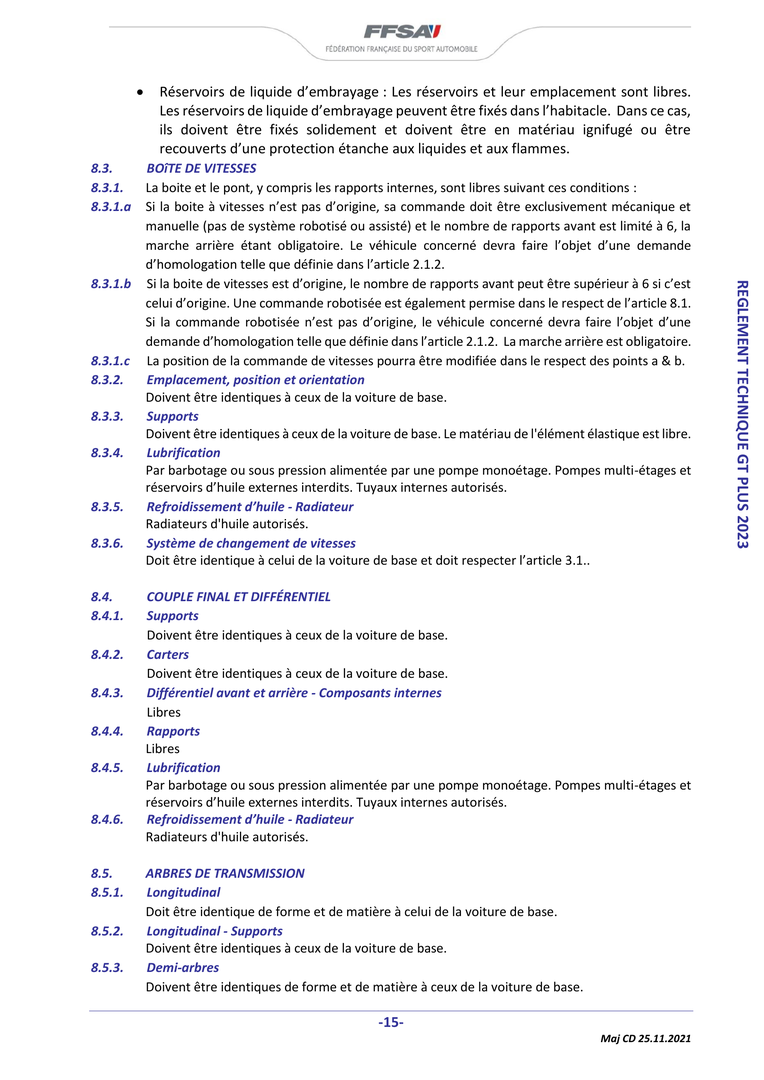 FFSA
FÉDÉRATION FRANÇAISE DU SPORT AUTOMOBILE
• Réservoirs de liquide d’embrayage : Les réservoirs et leur emplacement sont libres.
Les réservoirs de liquide d’embrayage peuvent être fixés dans l’habitacle. Dans ce cas,
ils doivent être fixés solidement et doivent être en matériau ignifugé ou être
recouverts d’une protection étanche aux liquides et aux flammes.
8.3. BOîTE DE VITESSES
8.3.1. La boite et le pont, y compris les rapports internes, sont libres suivant ces conditions :
8.3.1.a Si la boite à vitesses n’est pas d’origine, sa commande doit être exclusivement mécanique et
manuelle (pas de système robotisé ou assisté) et le nombre de rapports avant est limité à 6, la
marche arrière étant obligatoire. Le véhicule concerné devra faire l’objet d’une demande
d’homologation telle que définie dans l’article 2.1.2.
8.3.1.b Si la boite de vitesses est d’origine, le nombre de rapports avant peut être supérieur à 6 si c’est
celui d’origine. Une commande robotisée est également permise dans le respect de l’article 8.1.
Si la commande robotisée n’est pas d’origine, le véhicule concerné devra faire l’objet d’une
demande d’homologation telle que définie dans l’article 2.1.2. La marche arrière est obligatoire.
8.3.1.c La position de la commande de vitesses pourra être modifiée dans le respect des points a & b.
8.3.2. Emplacement, position et orientation
Doivent être identiques à ceux de la voiture de base.
8.3.3. Supports
Doivent être identiques à ceux de la voiture de base. Le matériau de l'élément élastique est libre.
8.3.4. Lubrification
Par barbotage ou sous pression alimentée par une pompe monoétage. Pompes multi-étages et
réservoirs d’huile externes interdits. Tuyaux internes autorisés.
8.3.5. Refroidissement d’huile - Radiateur
Radiateurs d'huile autorisés.
8.3.6. Système de changement de vitesses
Doit être identique à celui de la voiture de base et doit respecter l’article 3.1..
8.4. COUPLE FINAL ET DIFFÉRENTIEL
8.4.1. Supports
Doivent être identiques à ceux de la voiture de base.
8.4.2. Carters
Doivent être identiques à ceux de la voiture de base.
8.4.3. Différentiel avant et arrière - Composants internes
Libres
8.4.4. Rapports
Libres
8.4.5. Lubrification
Par barbotage ou sous pression alimentée par une pompe monoétage. Pompes multi-étages et
réservoirs d’huile externes interdits. Tuyaux internes autorisés.
8.4.6. Refroidissement d’huile - Radiateur
Radiateurs d'huile autorisés.
8.5. ARBRES DE TRANSMISSION
8.5.1. Longitudinal
Doit être identique de forme et de matière à celui de la voiture de base.
8.5.2. Longitudinal - Supports
Doivent être identiques à ceux de la voiture de base.
8.5.3. Demi-arbres
Doivent être identiques de forme et de matière à ceux de la voiture de base.
REGLEMENT TECHNIQUE GT PLUS 2023
-15-
Maj CD 25.11.2021